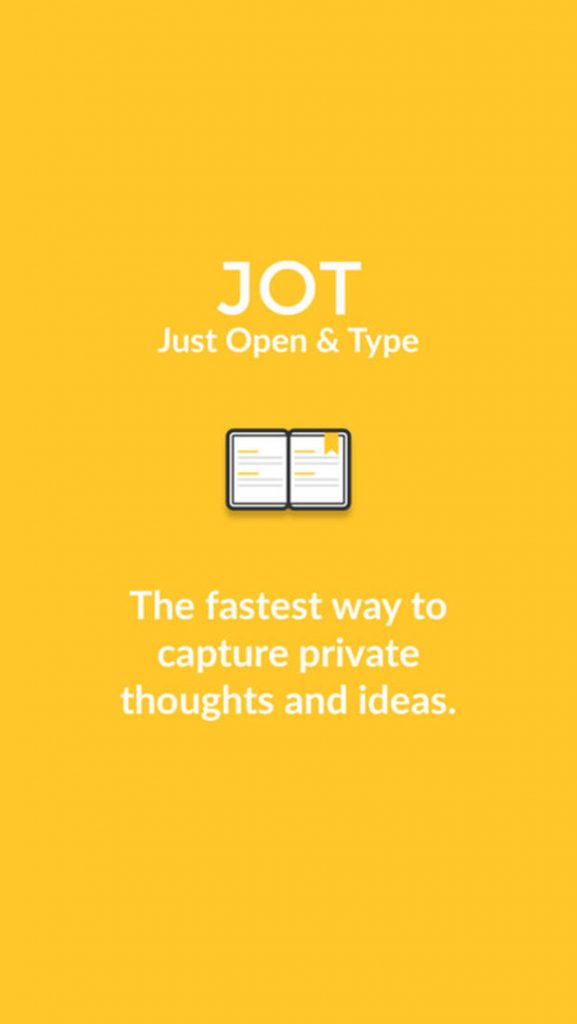 JOT
Just Open & Type
The fastest way to
capture private
thoughts and ideas.